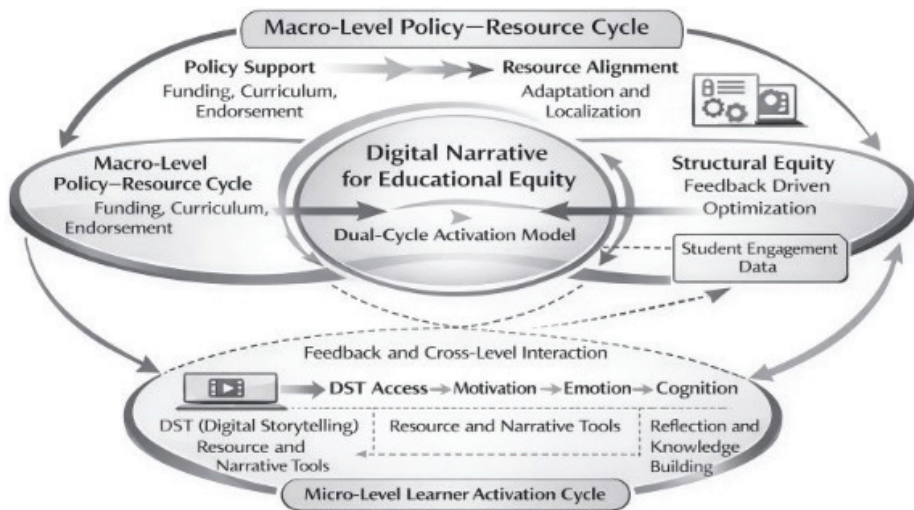 Macro-Level Policy—Resource Cycle
Policy Support
Funding, Curriculum,
Endorsement
Resource Alignment
Adaptation and
Localization
Macro-Level
Policy—Resource Cycle
Funding, Curriculum,
Endorsement
Digital Narrative
for Educational Equity
Dual-Cycle Activation Model
Structural Equity
Feedback Driven
Optimization
Student Engagement
Data
Feedback and Cross-Level Interaction
DST Access
Motivation
Emotion
Cognition
DST (Digital Storytelling)
Resource and
Narrative Tools
Resource and Narrative Tools
Reflection and
Knowledge
Building
Micro-Level Learner Activation Cycle